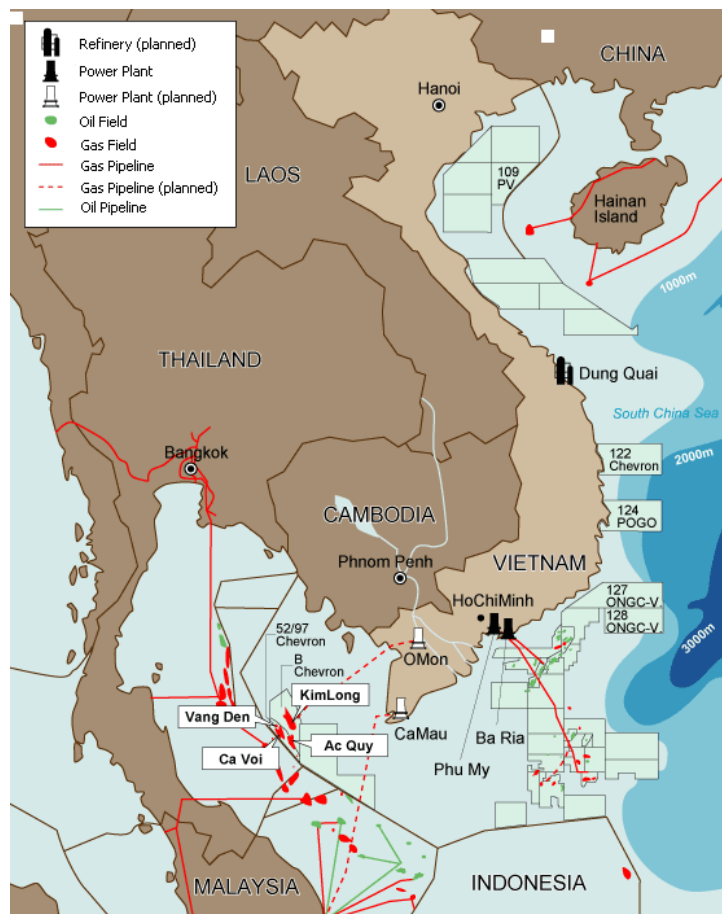 Refinery (planned)
Power Plant
Power Plant (planned)
Oil Field
Gas Field
Gas Pipeline
Gas Pipeline (planned)
Oil Pipeline
CHINA
Hanoi
LAOS
109
PV
Hainan
Island
1000m
THAILAND
Dung Quai
South China Sea
Bangkok
122
Chevron
2000m
CAMBODIA
124
POGO
VIETNAM
Phnom Penh
HoChiMinh
127
ONGC-V
128
ONGC-V
3000m
52/97
Chevron
OMon
B
Chevron
KimLong
Vang Den
CaMau
Ba Ria
Ca Voi
Ac Quy
Phu My
MALAYSIA
INDONESIA